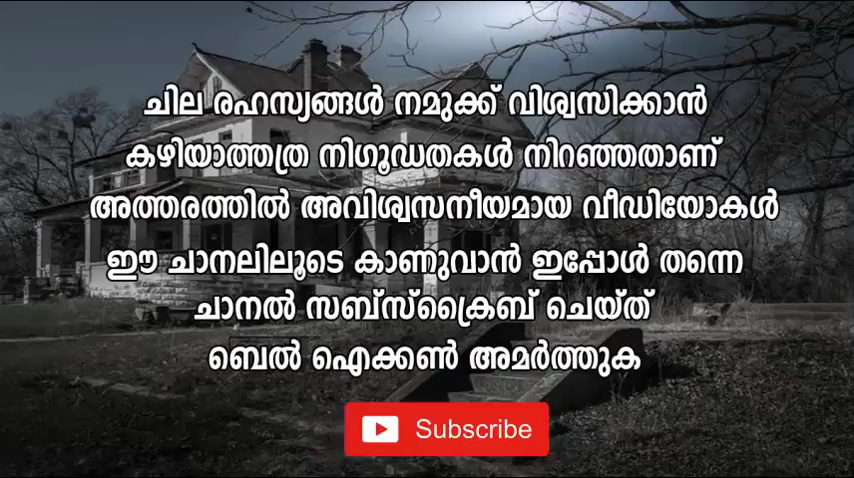 ചില രഹസ്യങ്ങൾ നമുക്ക് വിശ്വസിക്കാൻ
കഴിയാത്തത്ര നിഗൂഡതകൾ നിറഞ്ഞതാണ്
അത്തരത്തിൽ അവിശ്വസനീയമായ വീഡിയോകൾ
ഈ ചാനലിലൂടെ കാണുവാൻ ഇപ്പോൾ തന്നെ
ചാനൽ സബ്സ്ക്രൈബ് ചെയ്ത്
ബെൽ ഐക്കൺ അമർത്തുക
Subscribe